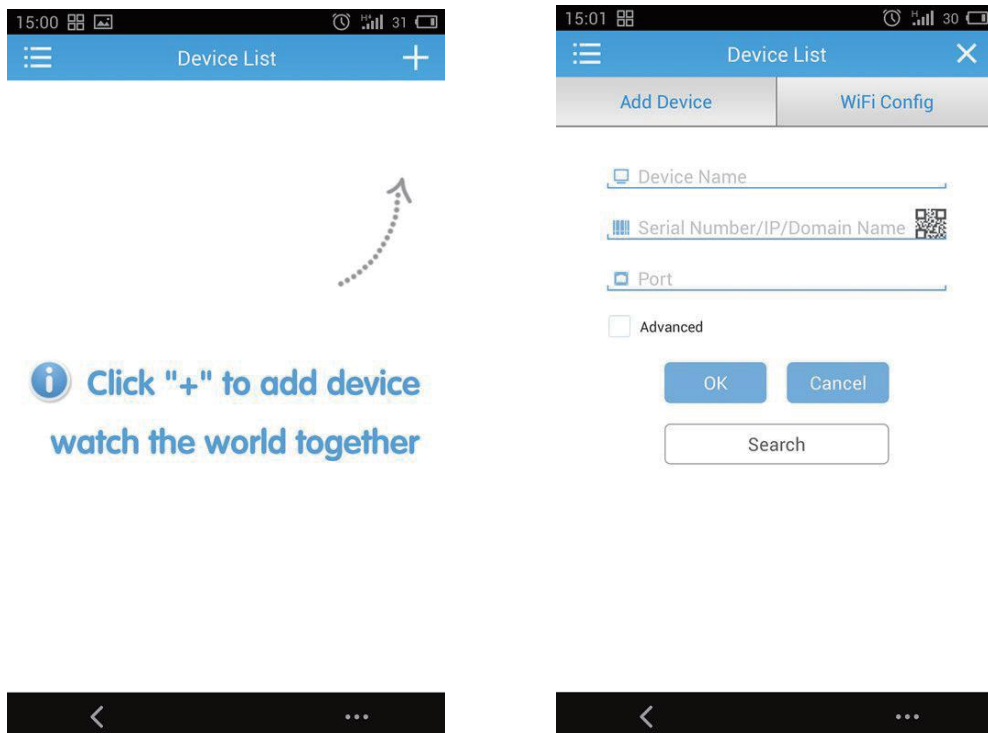 15:00
31
Device List
Click "+" to add device
watch the world together
15:01
30
Device List
Add Device
WiFi Config
Device Name
Serial Number/IP/Domain Name
Port
Advanced
OK
Cancel
Search